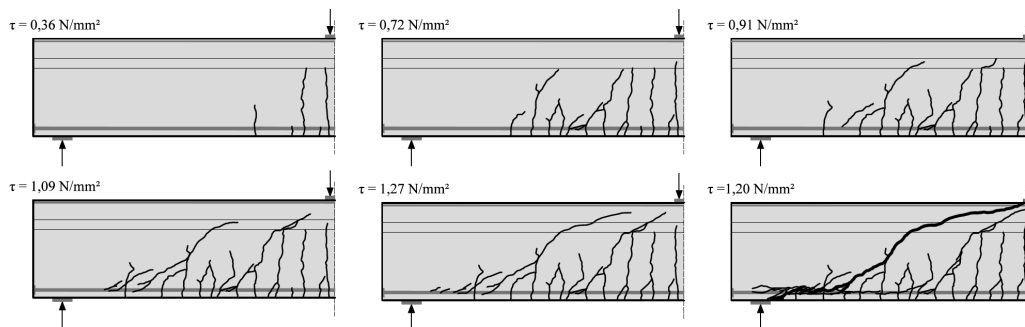 τ = 0,36 N/mm²
τ = 0,72 N/mm²
τ = 0,91 N/mm²
τ = 1,09 N/mm²
τ = 1,27 N/mm²
τ =1,20 N/mm²